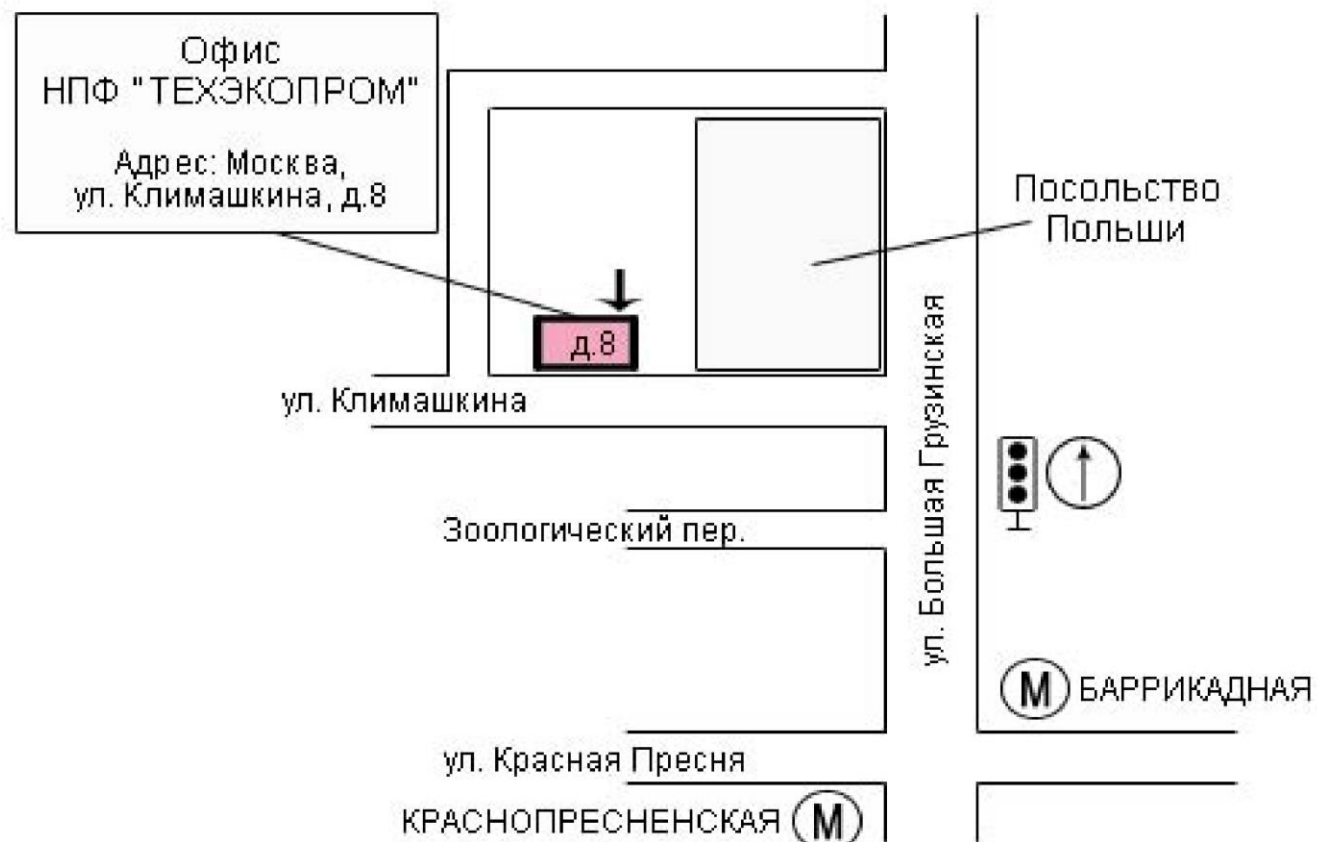 Офис
НПФ "ТЕХЭКОПРОМ"
Адрес: Москва,
ул. Климашкина, д.8
Посольство
Польши
д.8
ул. Климашкина
ул. Большая Грузинская
Зоологический пер.
М БАРРИКАДНАЯ
ул. Красная Пресня
КРАСНОПРЕСНЕНСКАЯ М